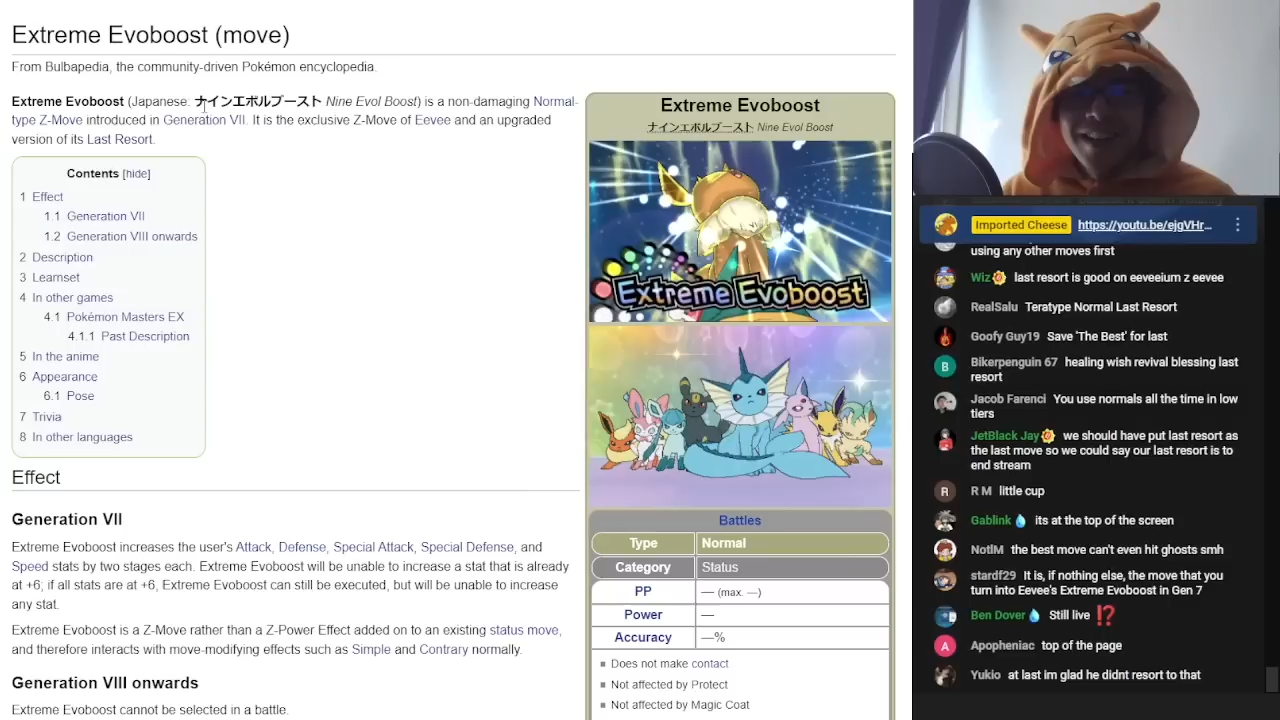 Extreme Evoboost (move)
From Bulbapedia, the community-driven Pokémon encyclopedia.
Extreme Evoboost (Japanese: ナインエボルブースト Nine Evol Boost) is a non-damaging Normal-
type Z-Move introduced in Generation VII. It is the exclusive Z-Move of Eevee and an upgraded
version of its Last Resort.
Contents [hide]
1 Effect
1.1 Generation VII
1.2 Generation VIII onwards
2 Description
3 Learnset
4 In other games
4.1 Pokémon Masters EX
4.1.1 Past Description
5 In the anime
6 Appearance
6.1 Pose
7 Trivia
8 In other languages
Effect
Generation VII
Extreme Evoboost increases the user's Attack, Defense, Special Attack, Special Defense, and
Speed stats by two stages each. Extreme Evoboost will be unable to increase a stat that is already
at +6; if all stats are at +6, Extreme Evoboost can still be executed, but will be unable to increase
any stat.
Extreme Evoboost is a Z-Move rather than a Z-Power Effect added on to an existing status move,
and therefore interacts with move-modifying effects such as Simple and Contrary normally.
Generation VIII onwards
Extreme Evoboost cannot be selected in a battle.
Extreme Evoboost
ナインエボルブースト Nine Evol Boost
Extreme Evoboost
Battles
Type Normal
Category Status
PP — (max. —)
Power —
Accuracy —%
Does not make contact
Not affected by Protect
Not affected by Magic Coat
Imported Cheese https://youtu.be/ejgVHr...
using any other moves first
Wiz last resort is good on eeveeium z eevee
RealSalu Teratype Normal Last Resort
Goofy Guy19 Save 'The Best' for last
Bikerpenguin 67 healing wish revival blessing last
resort
Jacob Farenci You use normals all the time in low
tiers
JetBlack Jay we should have put last resort as
the last move so we could say our last resort is to
end stream
R M little cup
Gablink its at the top of the screen
NotIM the best move can't even hit ghosts smh
stardf29 It is, if nothing else, the move that you
turn into Eevee's Extreme Evoboost in Gen 7
Ben Dover Still live ⁉️
Apopheniac top of the page
Yukio at last im glad he didnt resort to that